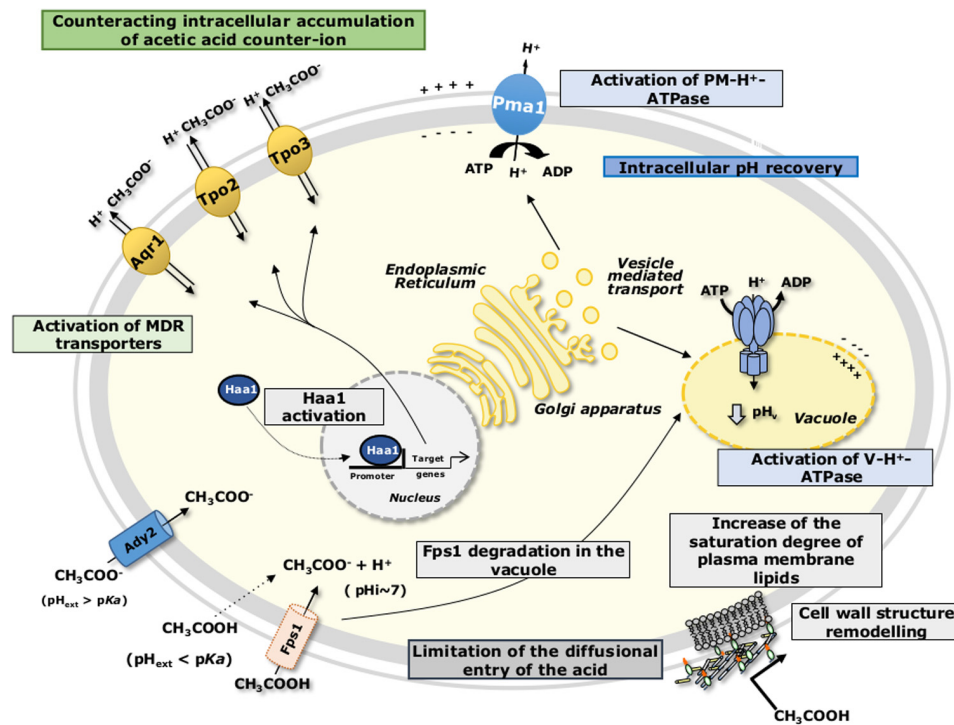 Counteracting intracellular accumulation
of acetic acid counter-ion
H⁺ CH₃COO⁻
H⁺ CH₃COO⁻
H⁺ CH₃COO⁻
Aqr1
Tpo2
Tpo3
+ + + +
- - - -
H⁺
Pma1
ATP
H⁺
ADP
Activation of PM-H⁺-
ATPase
Intracellular pH recovery
Activation of MDR
transporters
Endoplasmic
Reticulum
Vesicle
mediated
transport
Golgi apparatus
ATP
H⁺
ADP
- - - -
++++
pHᵥ
Vacuole
Activation of V-H⁺-
ATPase
Haa1
Haa1
activation
Haa1
Promoter
Target
genes
Nucleus
CH₃COO⁻
Ady2
CH₃COO⁻
(pHₑₓₜ > pKa)
CH₃COO⁻ + H⁺
( pHi~7)
CH₃COOH
(pHₑₓₜ < pKa)
Fps1
CH₃COOH
Fps1 degradation in the
vacuole
Limitation of the diffusional
entry of the acid
Increase of the
saturation degree of
plasma membrane
lipids
Cell wall structure
remodelling
CH₃COOH